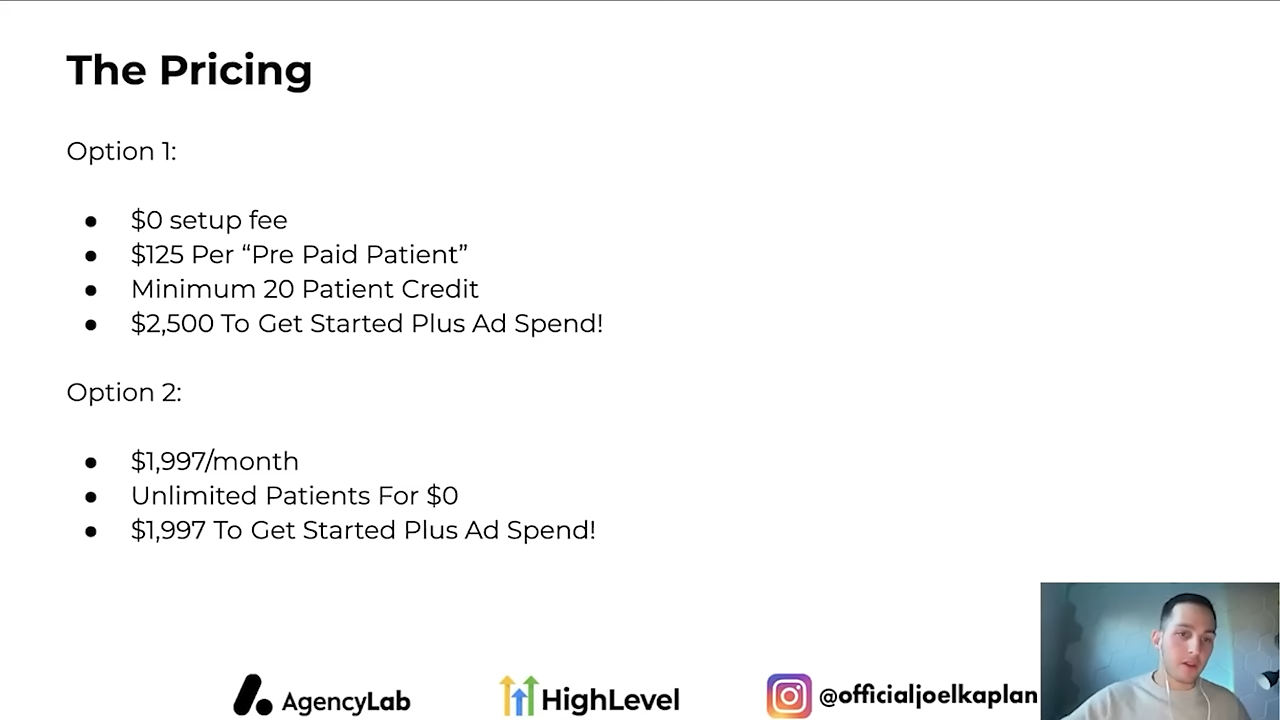 The Pricing
Option 1:
● $0 setup fee
● $125 Per “Pre Paid Patient”
● Minimum 20 Patient Credit
● $2,500 To Get Started Plus Ad Spend!
Option 2:
● $1,997/month
● Unlimited Patients For $0
● $1,997 To Get Started Plus Ad Spend!
AgencyLab
HighLevel
@officialjoelkaplan